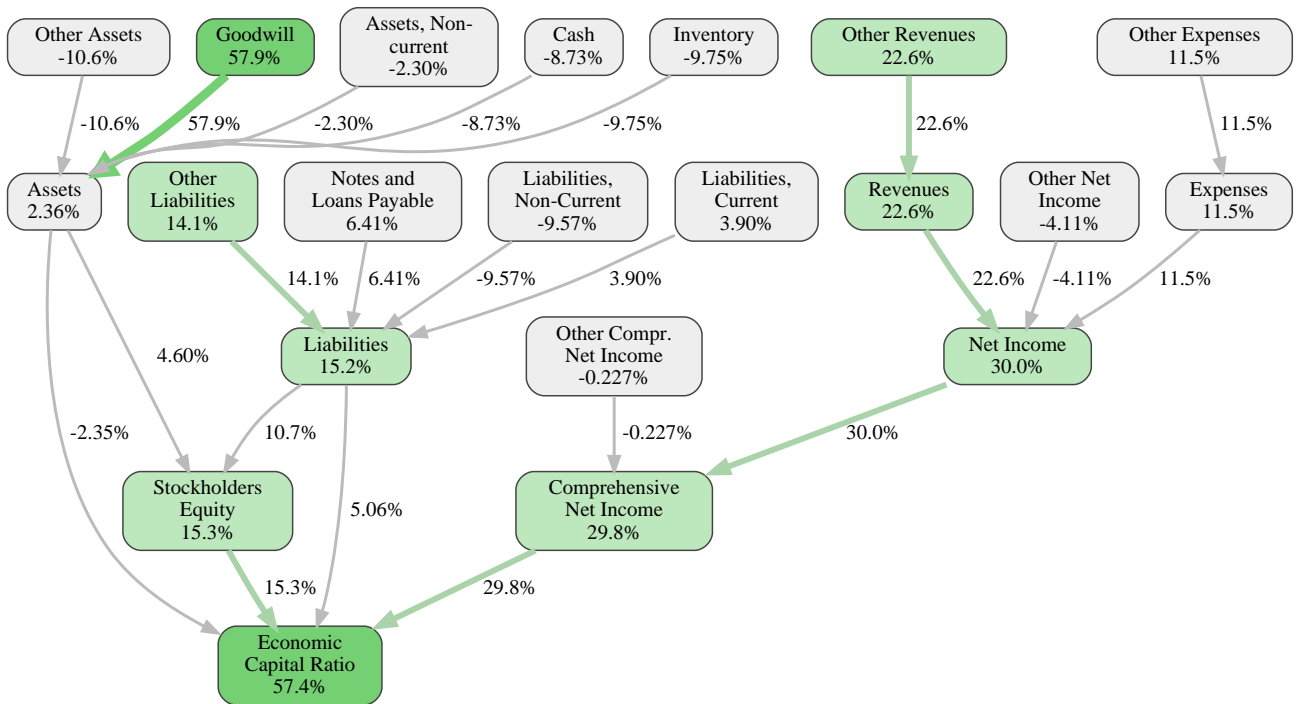 Other Assets
-10.6%
Goodwill
57.9%
Assets, Non-
current
-2.30%
Cash
-8.73%
Inventory
-9.75%
Other Revenues
22.6%
Other Expenses
11.5%
-10.6%
57.9%
-2.30%
-8.73%
-9.75%
22.6%
11.5%
Assets
2.36%
Other
Liabilities
14.1%
Notes and
Loans Payable
6.41%
Liabilities,
Non-Current
-9.57%
Liabilities,
Current
3.90%
Revenues
22.6%
Other Net
Income
-4.11%
Expenses
11.5%
14.1%
6.41%
-9.57%
3.90%
22.6%
-4.11%
11.5%
4.60%
Liabilities
15.2%
Other Compr.
Net Income
-0.227%
Net Income
30.0%
-2.35%
10.7%
-0.227%
30.0%
Stockholders
Equity
15.3%
5.06%
Comprehensive
Net Income
29.8%
15.3%
29.8%
Economic
Capital Ratio
57.4%